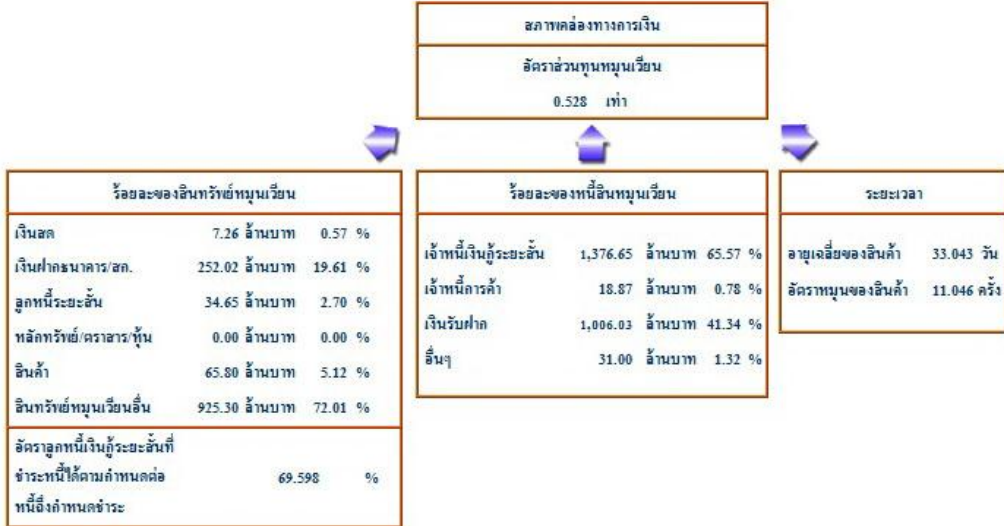 สภาพคล่องทางการเงิน
อัตราส่วนทุนหมุนเวียน
0.528 เท่า
ร้อยละของสินทรัพย์หมุนเวียน
เงินสด 7.26 ล้านบาท 0.57 %
เงินฝากธนาคาร/สก. 252.02 ล้านบาท 19.61 %
ลูกหนี้ระยะสั้น 34.65 ล้านบาท 2.70 %
หลักทรัพย์/ตราสาร/หุ้น 0.00 ล้านบาท 0.00 %
สินค้า 65.80 ล้านบาท 5.12 %
สินทรัพย์หมุนเวียนอื่น 925.30 ล้านบาท 72.01 %
อัตราลูกหนี้เงินกู้ระยะสั้นที่
ชำระหนี้ได้ตามกำหนดต่อ 69.598 %
หนี้ถึงกำหนดชำระ
ร้อยละของหนี้สินหมุนเวียน
เจ้าหนี้เงินกู้ระยะสั้น 1,376.65 ล้านบาท 65.57 %
เจ้าหนี้การค้า 18.87 ล้านบาท 0.78 %
เงินรับฝาก 1,006.03 ล้านบาท 41.34 %
อื่นๆ 31.00 ล้านบาท 1.32 %
ระยะเวลา
อายุเฉลี่ยของสินค้า 33.043 วัน
อัตราหมุนของสินค้า 11.046 ครั้ง